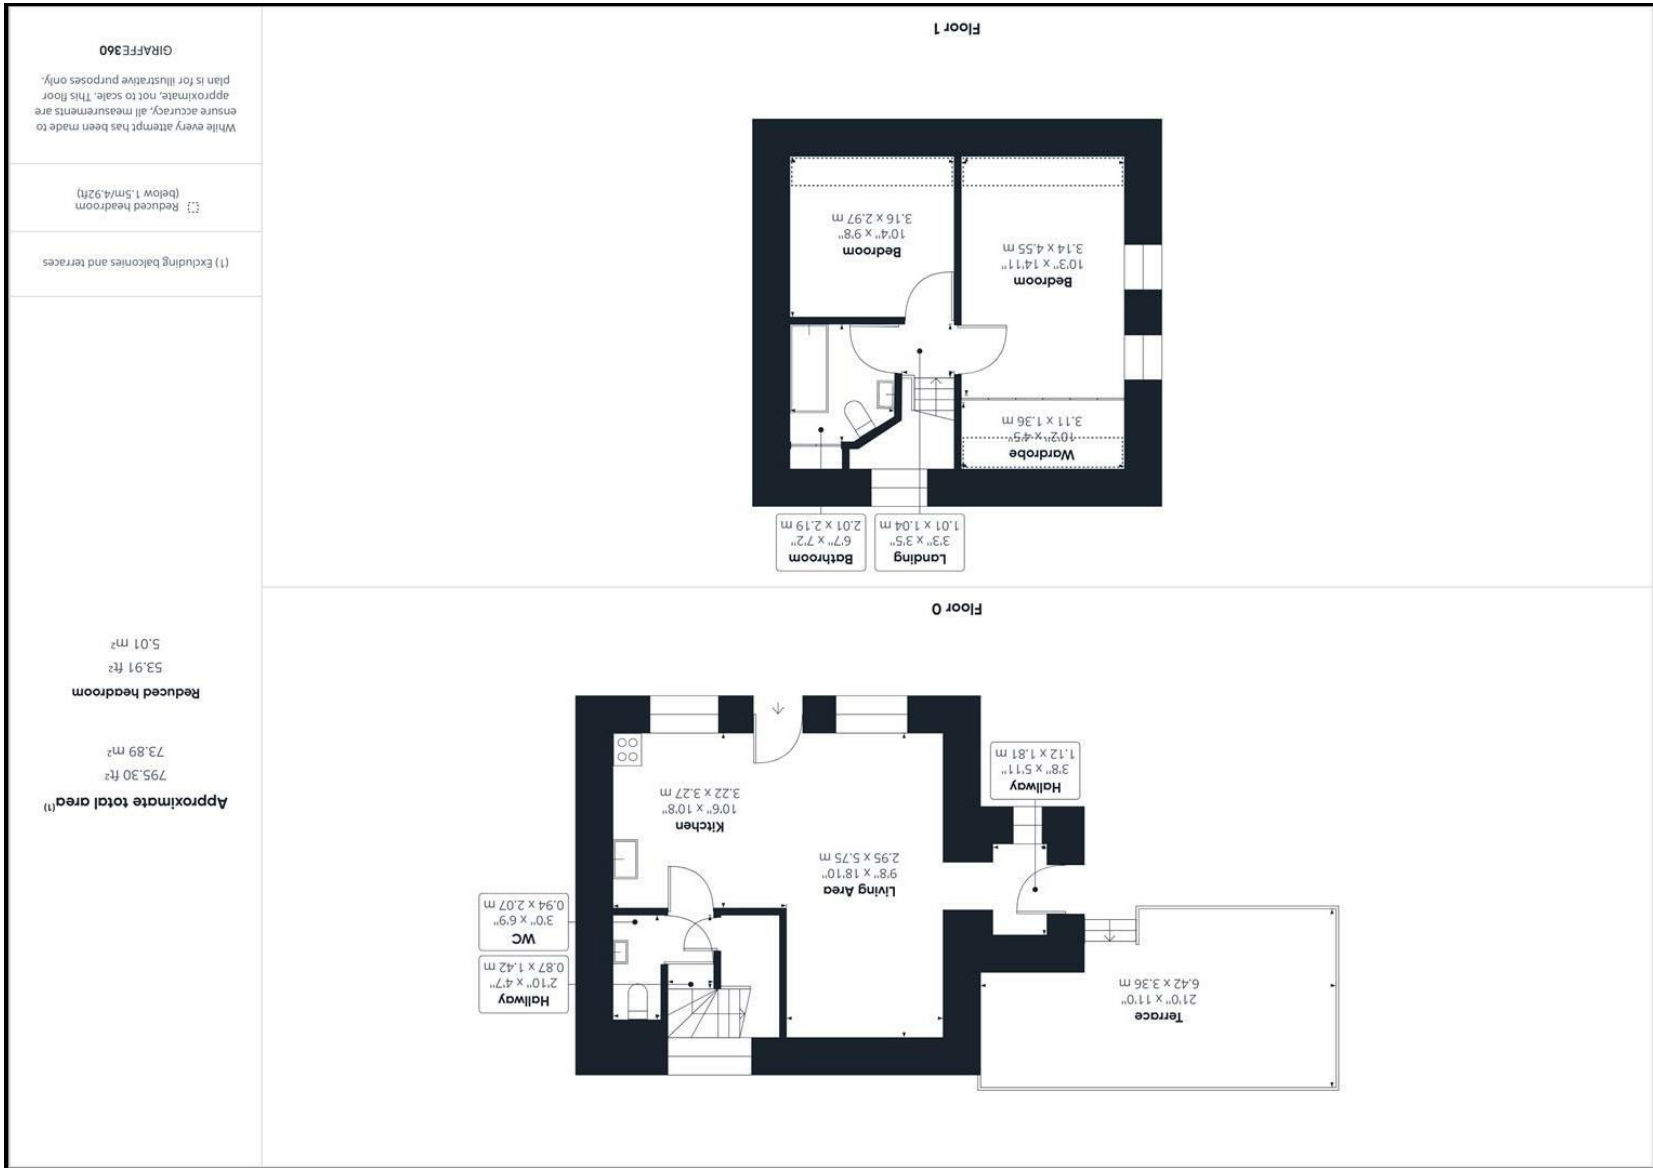 Floor 0
Terrace
21'0" x 11'0"
6.42 x 3.36 m
Hallway
2'10" x 4'7"
0.87 x 1.42 m
WC
3'0" x 6'9"
0.94 x 2.07 m
Living Area
9'8" x 18'10"
2.95 x 5.75 m
Kitchen
10'6" x 10'8"
3.22 x 3.27 m
Hallway
3'8" x 5'11"
1.12 x 1.81 m
Floor 1
Landing
3'3" x 3'5"
1.01 x 1.04 m
Bathroom
6'7" x 7'2"
2.01 x 2.19 m
Wardrobe
10'2" x 4'5"
3.11 x 1.36 m
Bedroom
10'3" x 14'11"
3.14 x 4.55 m
Bedroom
10'4" x 9'8"
3.16 x 2.97 m
Approximate total area(1)
795.30 ft²
73.89 m²
Reduced headroom
53.91 ft²
5.01 m²
(1) Excluding balconies and terraces
Reduced headroom
(below 1.5m/4.92ft)
While every attempt has been made to
ensure accuracy, all measurements are
approximate, not to scale. This floor
plan is for illustrative purposes only.
GIRAFFE360